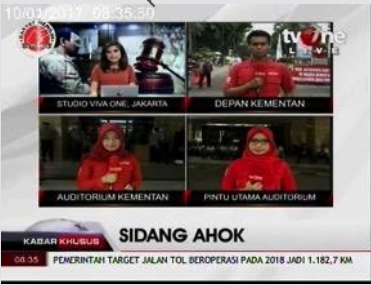 10/01/2017 08:35:50
tvOne
LIVE
STUDIO VIVA ONE, JAKARTA
DEPAN KEMENTAN
AUDITORIUM KEMENTAN
PINTU UTAMA AUDITORIUM
SIDANG AHOK
KABAR KHUSUS
08:35
PEMERINTAH TARGET JALAN TOL BEROPERASI PADA 2018 JADI 1.182,7 KM